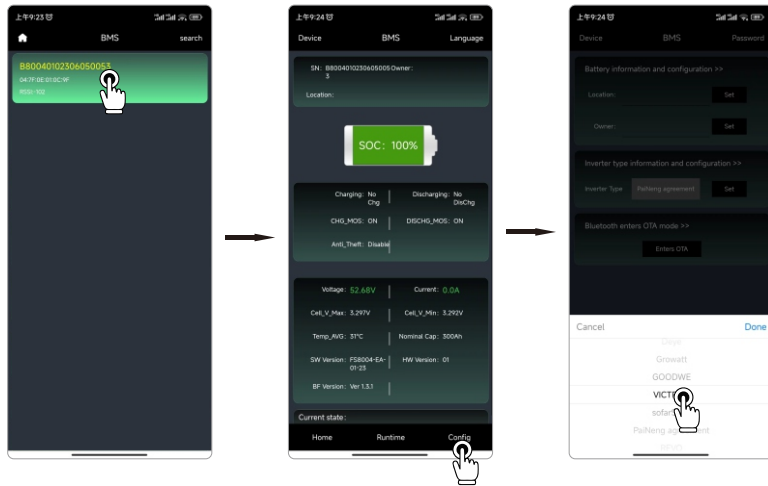 上午9:23
BMS
search
B8004010230605 0053
04:7F:0E:01:0C:9F
RSSI-102
上午9:24
Device BMS Language
SN: B8004010230605005 Owner:
3
Location:
SOC: 100%
Charging: No Chg
Discharging: No DisChg
CHG_MOS: ON
DISCHG_MOS: ON
Anti_Theft: Disable
Voltage: 52.68V
Current: 0.0A
Cell_V_Max: 3.297V
Cell_V_Min: 3.292V
Temp_AVG: 31°C
Nominal Cap: 300Ah
SW Version: FS8004-EA-01-23
HW Version: 01
BF Version: Ver 1.3.1
Current state:
Home Runtime Config
上午9:24
Device BMS Password
Battery information and configuration >>
Location: Set
Owner: Set
Inverter type information and configuration >>
Inverter Type PaiNeng agreement Set
Bluetooth enters OTA mode >>
Enters OTA
Cancel Done
Growatt
GOODWE